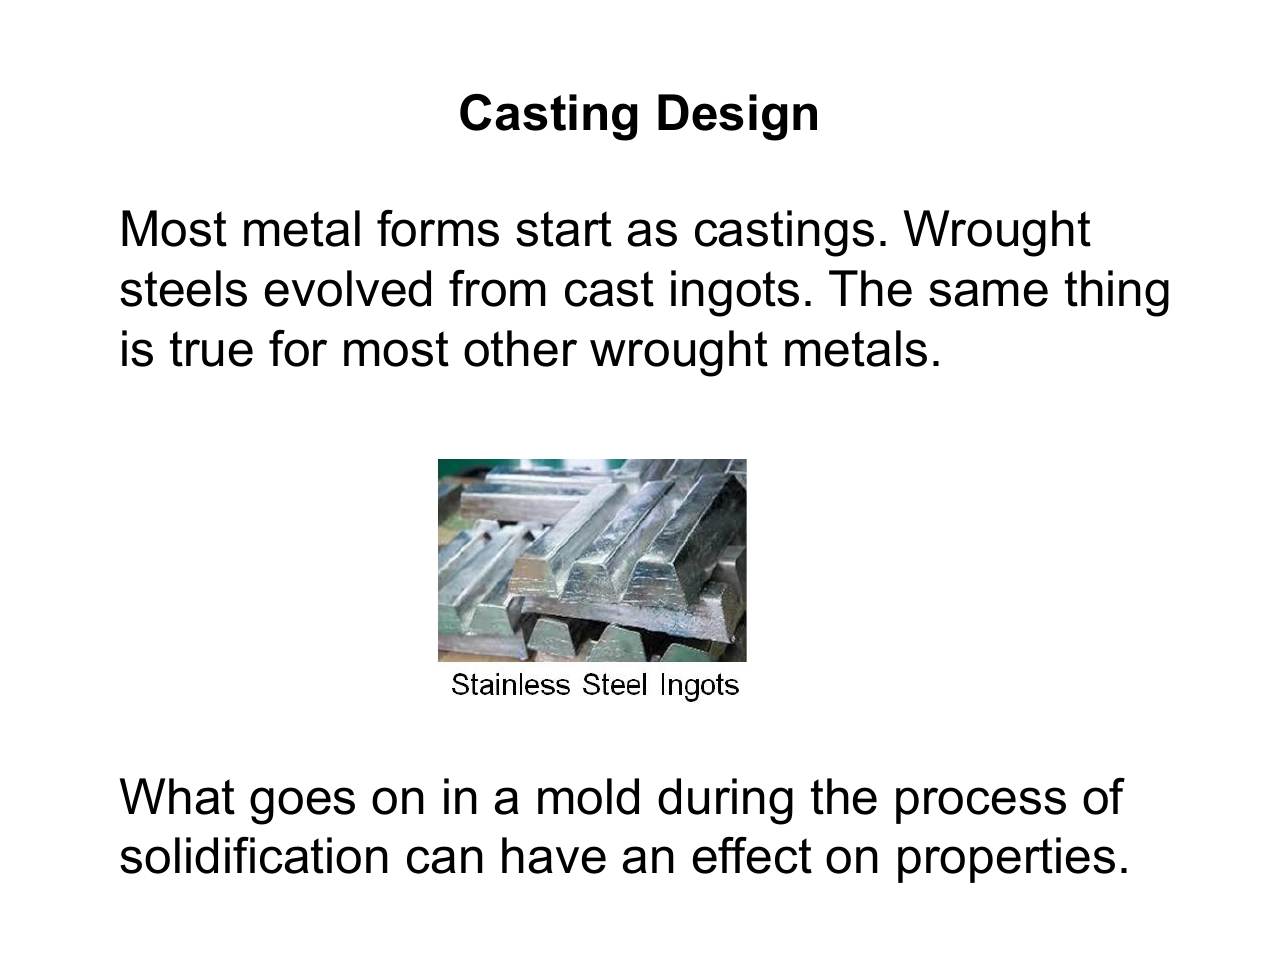 Casting Design
Most metal forms start as castings. Wrought
steels evolved from cast ingots. The same thing
is true for most other wrought metals.
Stainless Steel Ingots
What goes on in a mold during the process of
solidification can have an effect on properties.